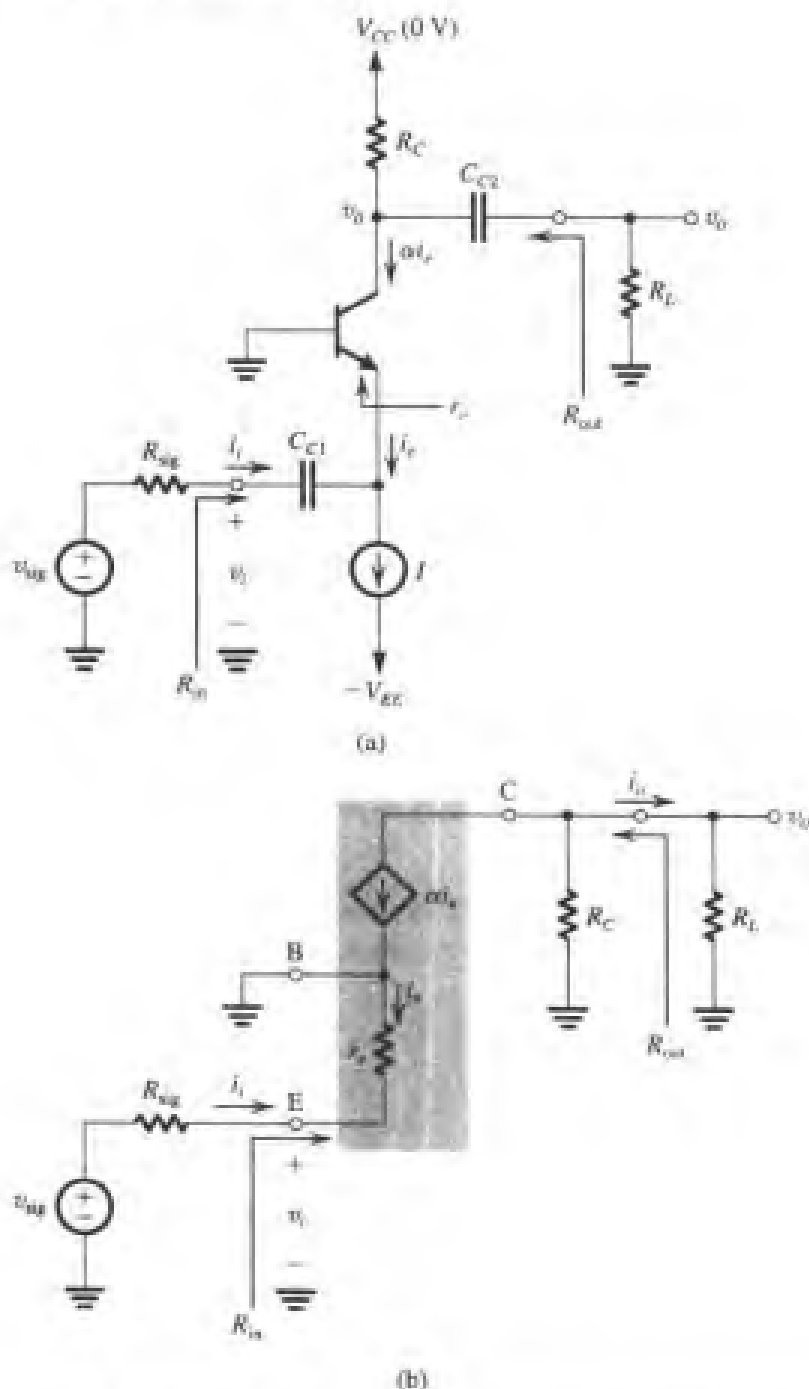 V_CC (0 V)
R_C
C_C2
v_o
v_o
αi_e
R_L
r_e
R_out
R_sig
i_i
C_C1
i_e
+
v_sig
+
−
v_i
I
−
R_in
−V_EE
(a)
C
i_o
v_o
αi_e
R_C
R_L
B
i_e
r_e
R_out
R_sig
i_i
E
+
v_sig
+
−
v_i
−
R_in
(b)